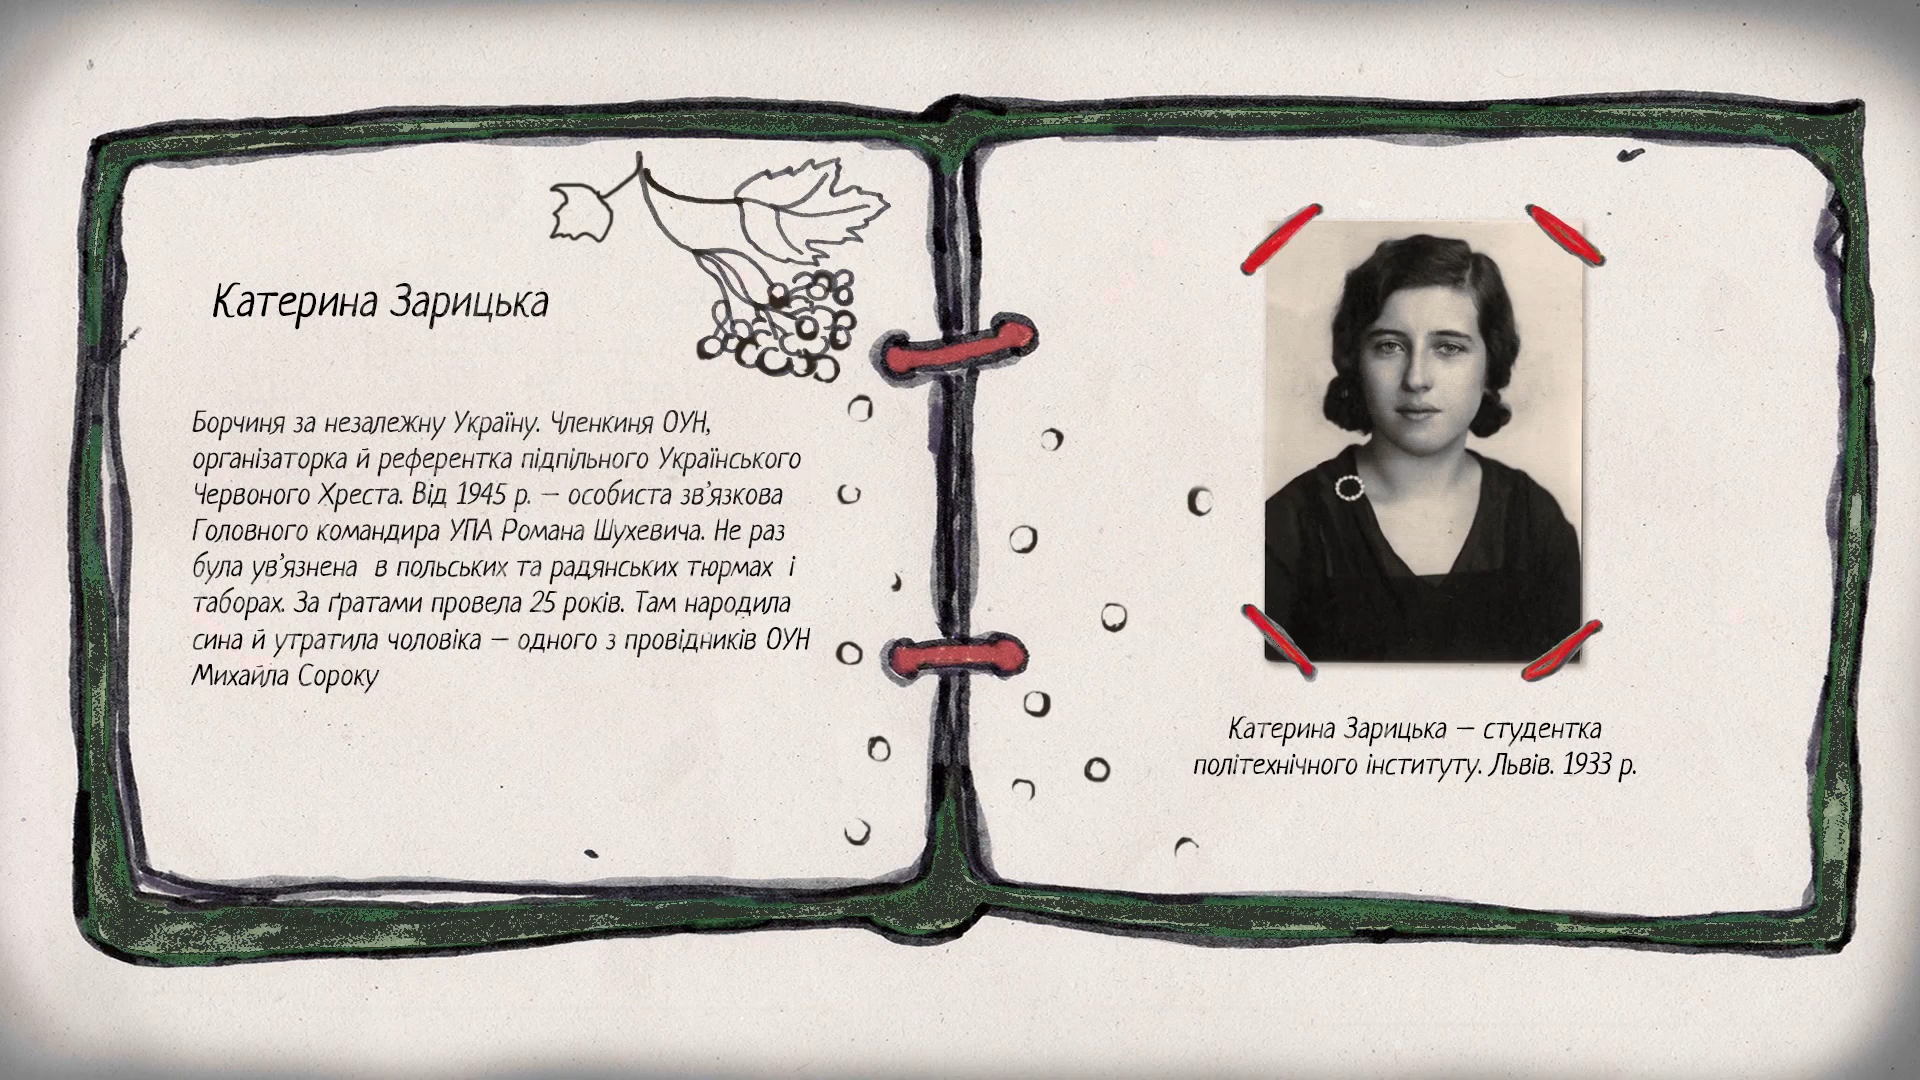 Катерина Зарицька
Борчиня за незалежну Україну. Членкиня ОУН,
організаторка й референтка підпільного Українського
Червоного Хреста. Від 1945 р. – особиста зв’язкова
Головного командира УПА Романа Шухевича. Не раз
була ув’язнена в польських та радянських тюрмах і
таборах. За ґратами провела 25 років. Там народила
сина й утратила чоловіка – одного з провідників ОУН
Михайла Сороку
Катерина Зарицька – студентка
політехнічного інституту. Львів. 1933 р.